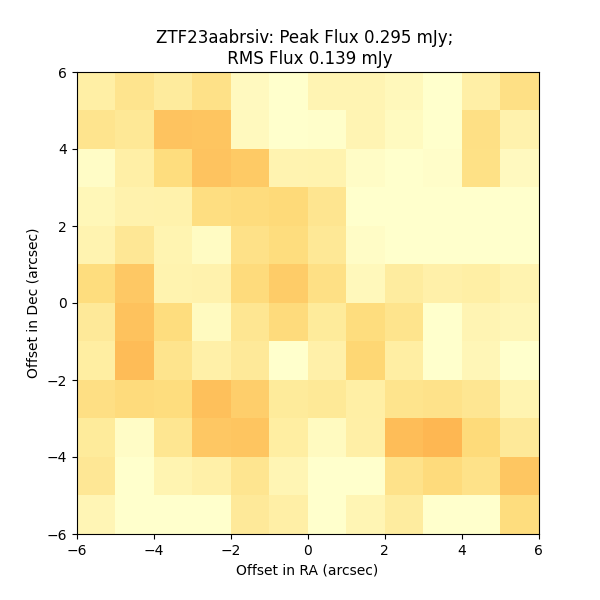 ZTF23aabrsiv: Peak Flux 0.295 mJy;
RMS Flux 0.139 mJy
6
4
2
0
−2
−4
−6
Offset in Dec (arcsec)
−6 −4 −2 0 2 4 6
Offset in RA (arcsec)